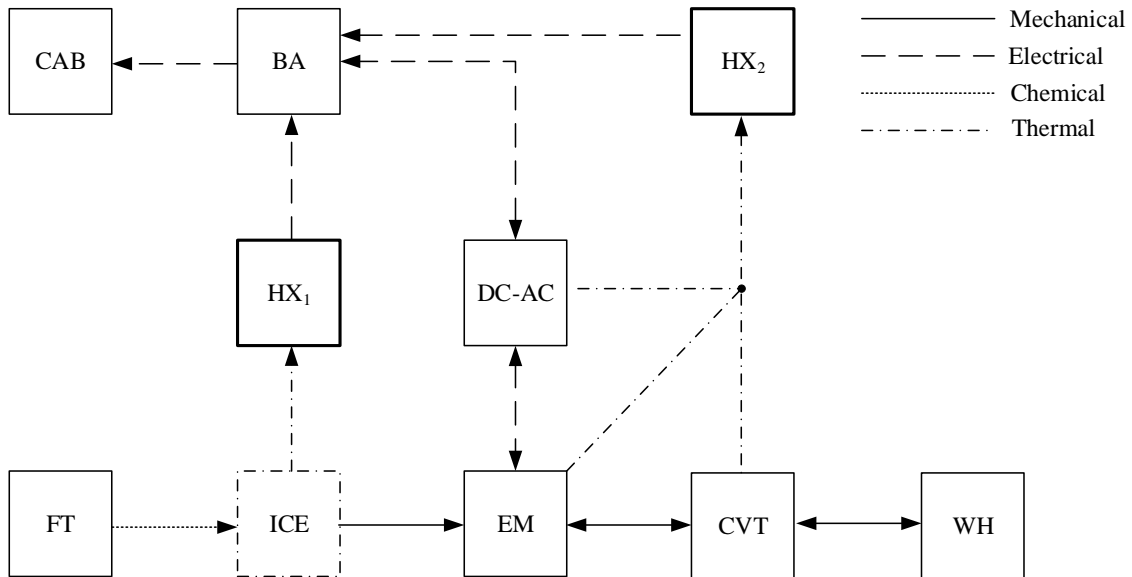 CAB
BA
HX₂
Mechanical
Electrical
Chemical
Thermal
HX₁
DC-AC
FT
ICE
EM
CVT
WH